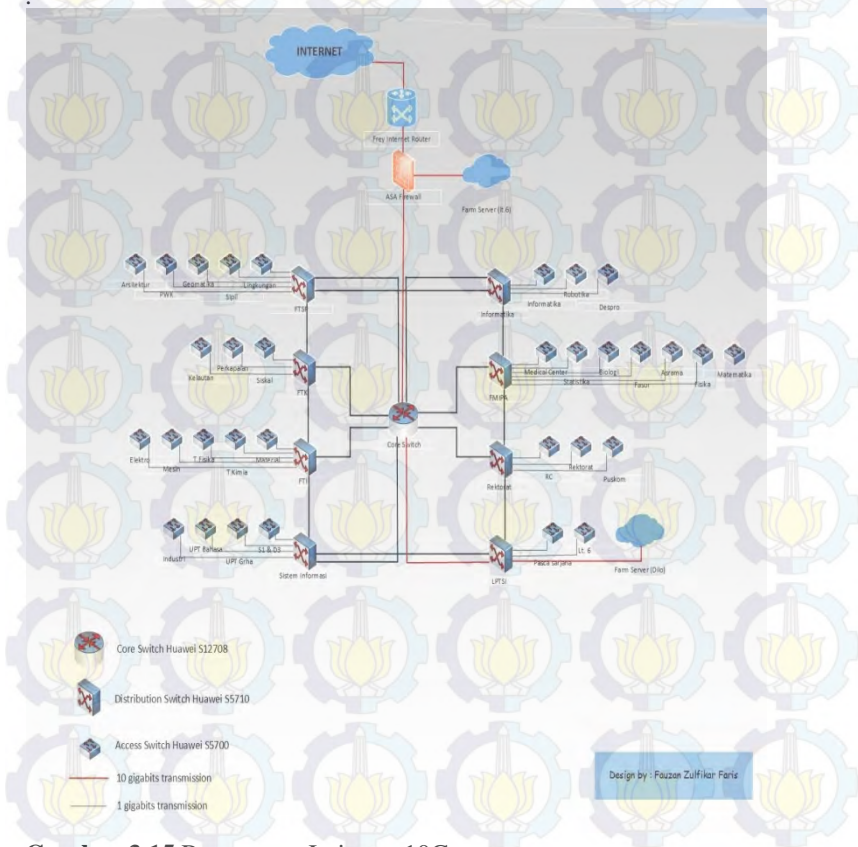 INTERNET
Frey Internet Router
ASA Firewall
Farm Server (lt.6)
Arsitektur
PWK
Geomatika
Sipil
Lingkungan
FTSP
Informatika
Informatika
Robotika
Despro
Kelautan
Perkapalan
Siskal
FTK
Medical Center
Statistika
Biologi
Fasor
Asrama
Fisika
Matematika
FMIPA
Core Switch
Elektro
Mesin
T.Fisika
T.Kimia
Material
FTI
Rektorat
RC
Rektorat
Puskom
Industri
UPT Bahasa
UPT Grha
S1 & D3
Sistem Informasi
LPTSI
Pasca Sarjana
Lt. 6
Farm Server (Dilo)
Core Switch Huawei S12708
Distribution Switch Huawei S5710
Access Switch Huawei S5700
10 gigabits transmission
1 gigabits transmission
Design by : Fauzan Zulfikar Faris